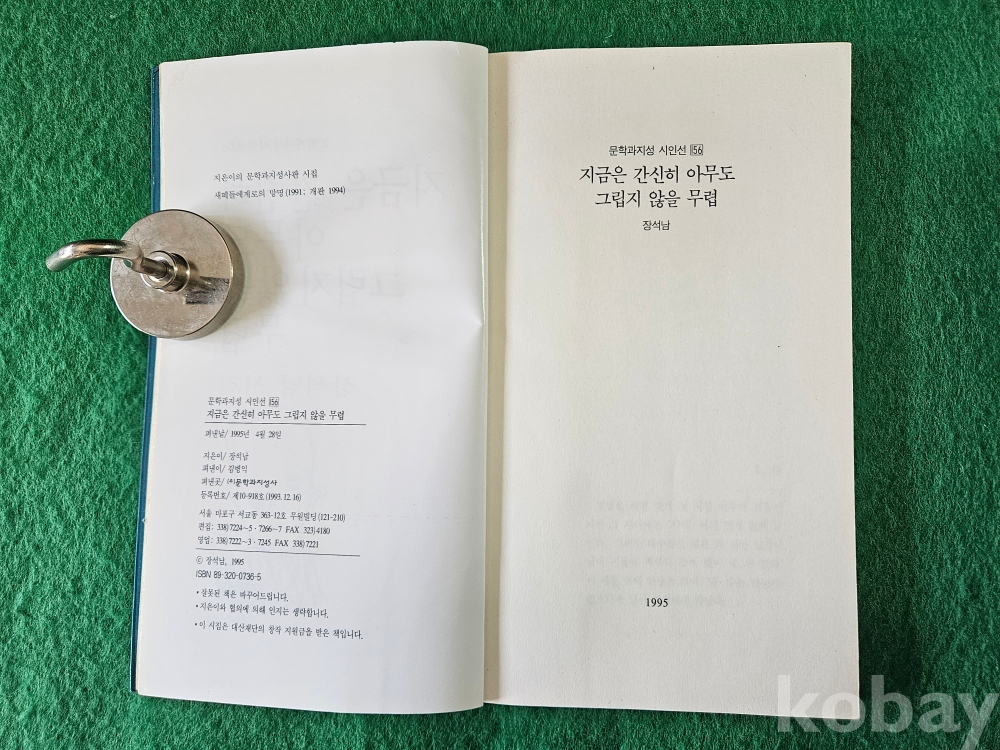 지은이의 문학과지성사판 시집
새떼들에게로의 망명(1991; 개판 1994)
문학과지성 시인선 156
지금은 간신히 아무도 그립지 않을 무렵
펴낸날/1995년 4월 28일
지은이/장석남
펴낸이/김병익
펴낸곳/㈜문학과지성사
등록번호/제10-918호(1993. 12. 16)
서울 마포구 서교동 363-12호 무원빌딩(121-210)
편집: 338)7224~5 · 7266~7 FAX 323)4180
영업: 338)7222~3 · 7245 FAX 338)7221
ⓒ 장석남, 1995
ISBN 89-320-0736-5
• 잘못된 책은 바꾸어드립니다.
• 지은이와 협의에 의해 인지는 생략합니다.
• 이 시집은 대산재단의 창작 지원금을 받은 책입니다.
문학과지성 시인선 156
지금은 간신히 아무도
그립지 않을 무렵
장석남
1995
kobay